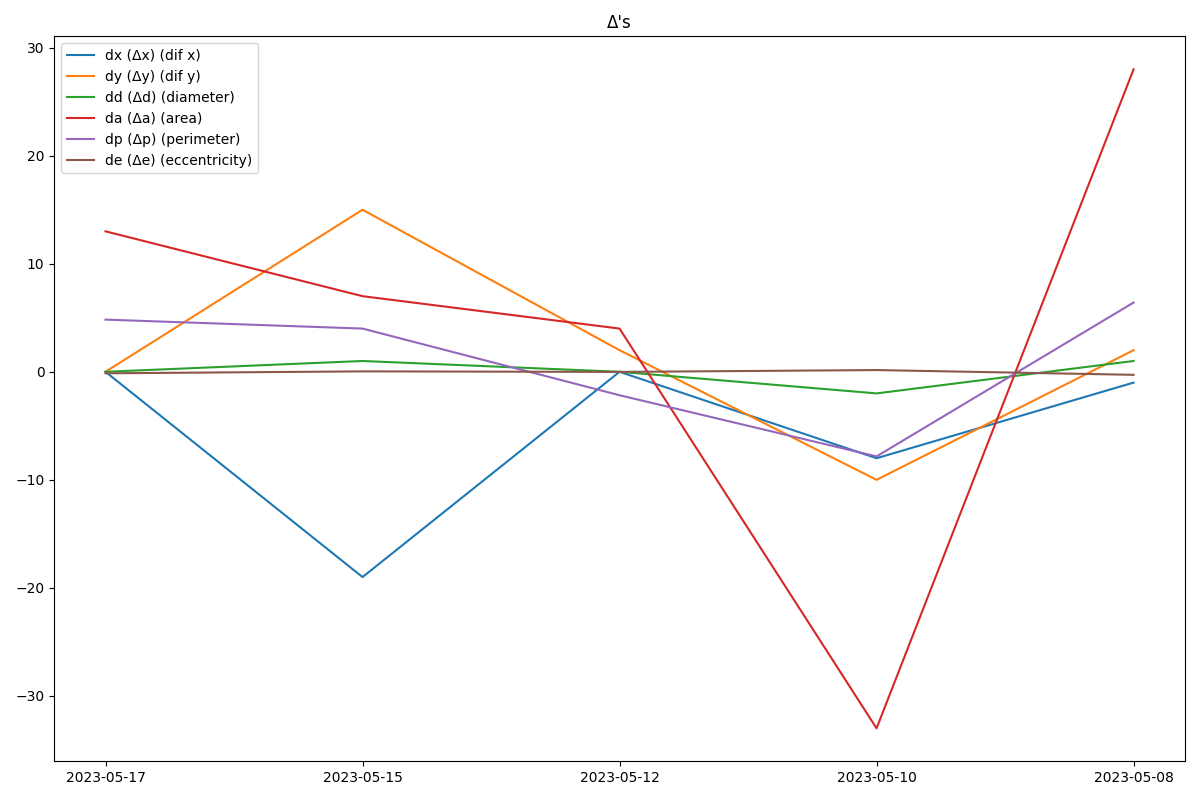 Δ's
dx (Δx) (dif x)
dy (Δy) (dif y)
dd (Δd) (diameter)
da (Δa) (area)
dp (Δp) (perimeter)
de (Δe) (eccentricity)
30
20
10
0
−10
−20
−30
2023-05-17 2023-05-15 2023-05-12 2023-05-10 2023-05-08